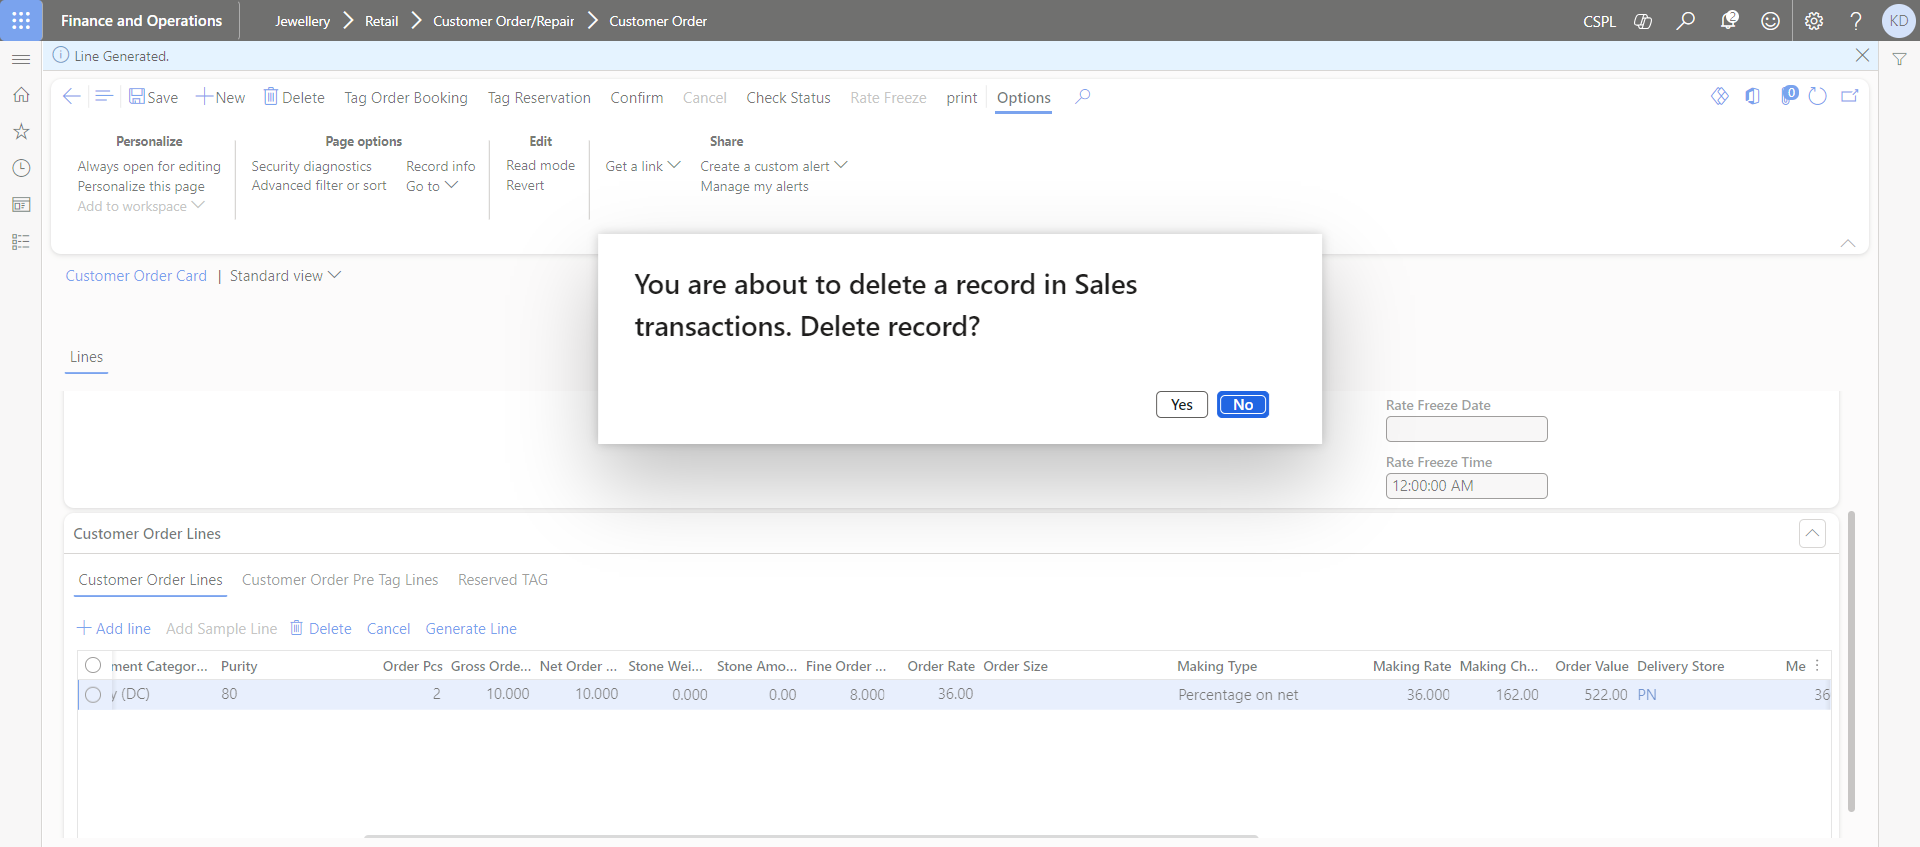 Finance and Operations
Jewellery
Retail
Customer Order/Repair
Customer Order
CSPL
2
KD
Line Generated.
Save
New
Delete
Tag Order Booking
Tag Reservation
Confirm
Cancel
Check Status
Rate Freeze
print
Options
0
Personalize
Always open for editing
Personalize this page
Add to workspace
Page options
Security diagnostics
Advanced filter or sort
Record info
Go to
Edit
Read mode
Revert
Get a link
Share
Create a custom alert
Manage my alerts
Customer Order Card | Standard view
You are about to delete a record in Sales
transactions. Delete record?
Yes
No
Lines
Rate Freeze Date
Rate Freeze Time
12:00:00 AM
Customer Order Lines
Customer Order Lines
Customer Order Pre Tag Lines
Reserved TAG
Add line
Add Sample Line
Delete
Cancel
Generate Line
ment Categor... Purity Order Pcs Gross Orde... Net Order ... Stone Wei... Stone Amo... Fine Order ... Order Rate Order Size Making Type Making Rate Making Ch... Order Value Delivery Store Me
y (DC) 80 2 10.000 10.000 0.000 0.00 8.000 36.00 Percentage on net 36.000 162.00 522.00 PN 36